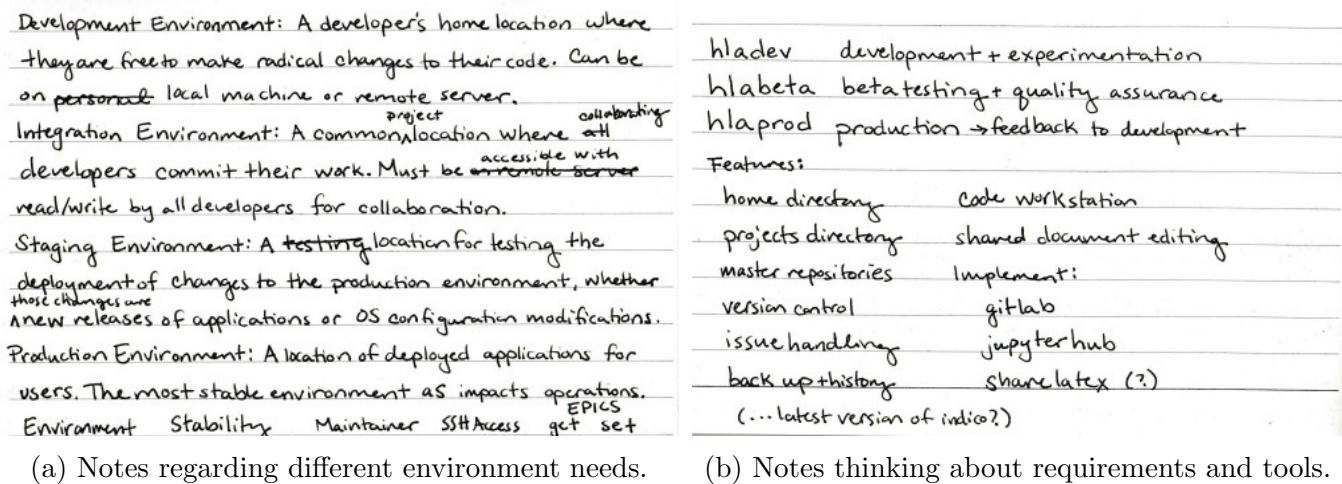 Development Environment: A developer's home location where
they are free to make radical changes to their code. Can be
on personal local machine or remote server.
project collaborating
Integration Environment: A common location where all
accessible with
developers commit their work. Must be on remote server
read/write by all developers for collaboration.
Staging Environment: A testing location for testing the
deployment of changes to the production environment, whether
those changes are
new releases of applications or OS configuration modifications.
Production Environment: A location of deployed applications for
users. The most stable environment as impacts operations.
EPICS
Environment Stability Maintainer SSH Access get set
(a) Notes regarding different environment needs.
hladev development + experimentation
hlabeta beta testing + quality assurance
hlaprod production → feedback to development
Features:
home directory code workstation
projects directory shared document editing
master repositories Implement:
version control gitlab
issue handling jupyterhub
back up + history sharelatex (?)
(... latest version of indico?)
(b) Notes thinking about requirements and tools.